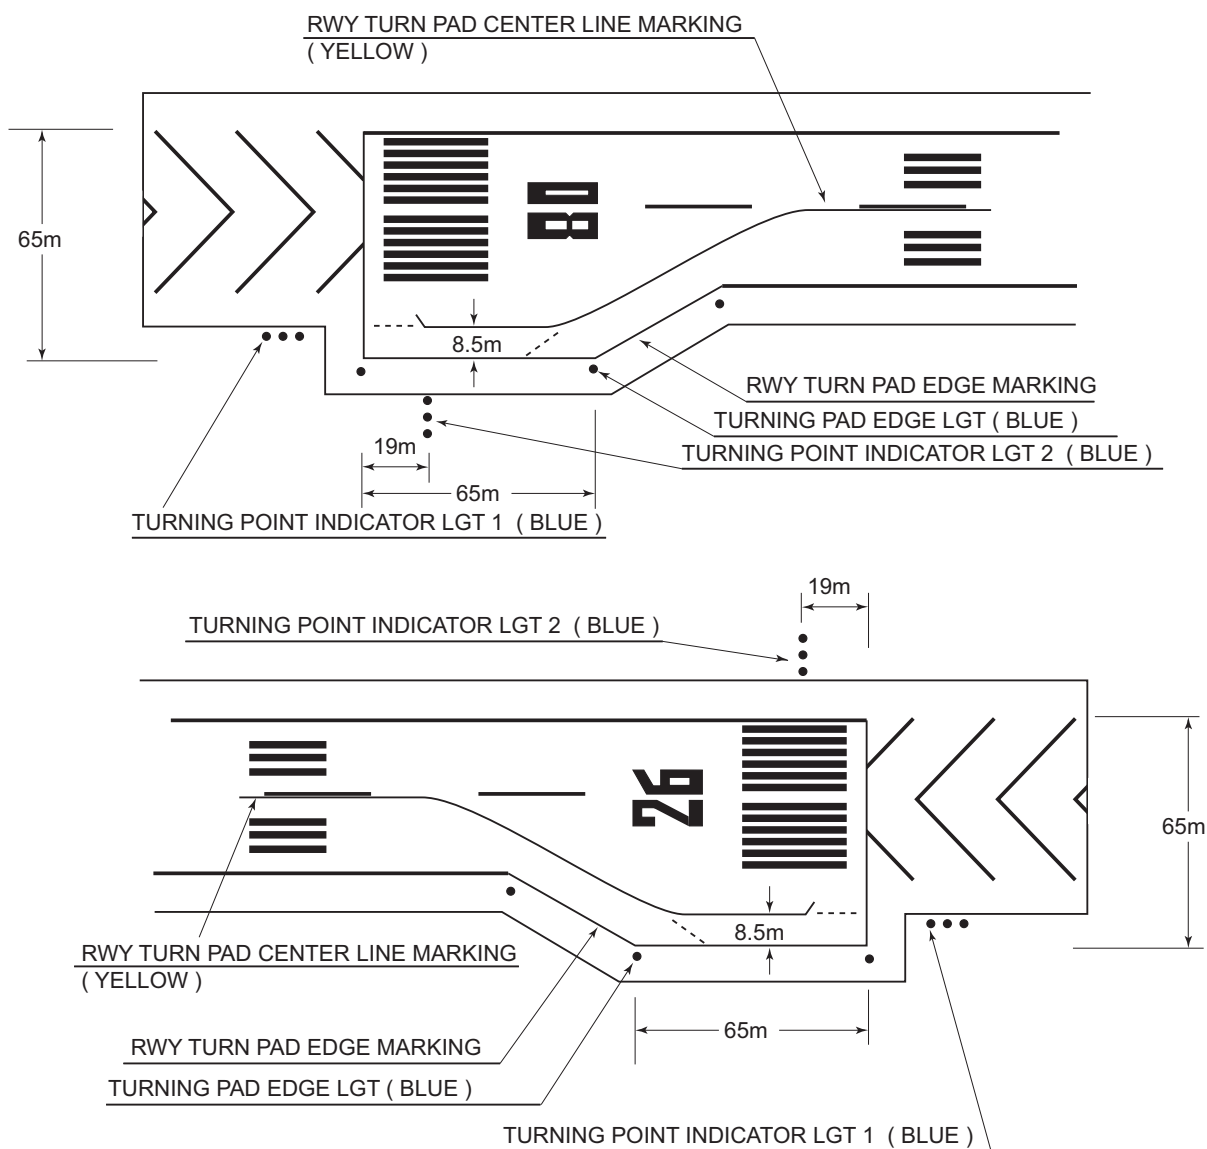 RWY TURN PAD CENTER LINE MARKING
( YELLOW )
65m
08
8.5m
RWY TURN PAD EDGE MARKING
TURNING PAD EDGE LGT ( BLUE )
TURNING POINT INDICATOR LGT 2 ( BLUE )
19m
65m
TURNING POINT INDICATOR LGT 1 ( BLUE )
19m
TURNING POINT INDICATOR LGT 2 ( BLUE )
26
65m
8.5m
RWY TURN PAD CENTER LINE MARKING
( YELLOW )
65m
RWY TURN PAD EDGE MARKING
TURNING PAD EDGE LGT ( BLUE )
TURNING POINT INDICATOR LGT 1 ( BLUE )